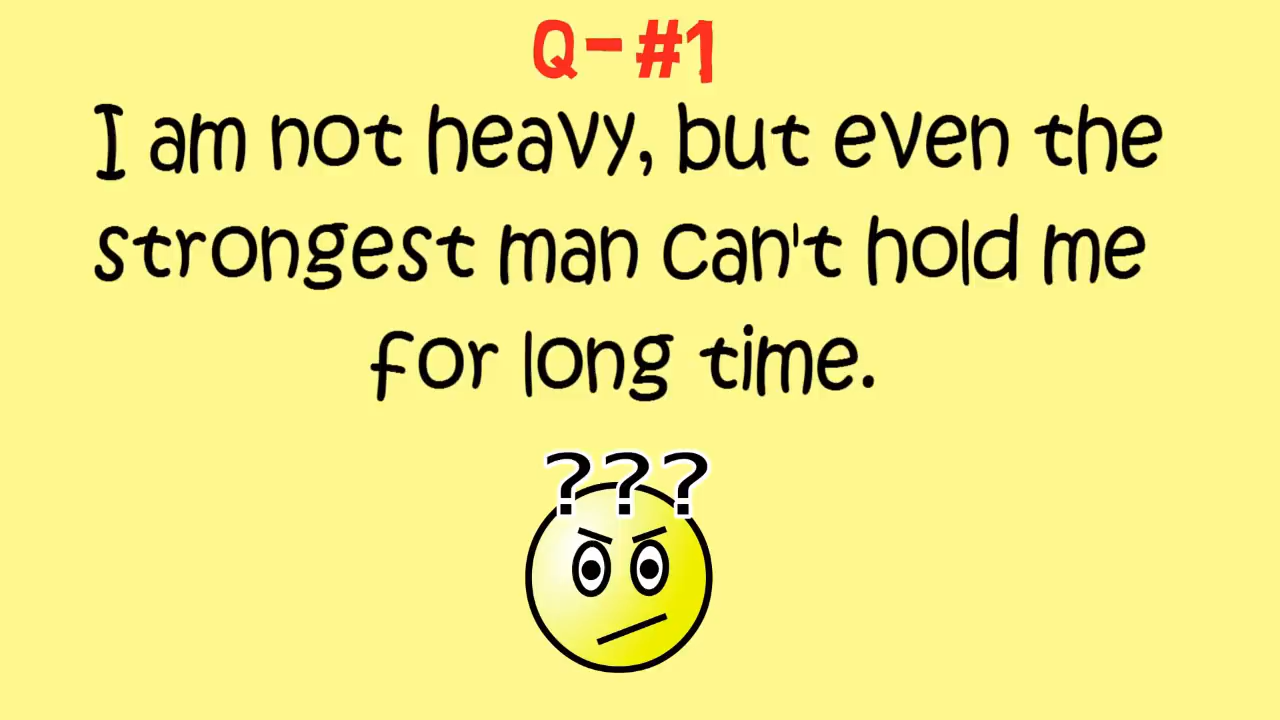 Q-#1
I am not heavy, but even the
strongest man can't hold me
for long time.
???